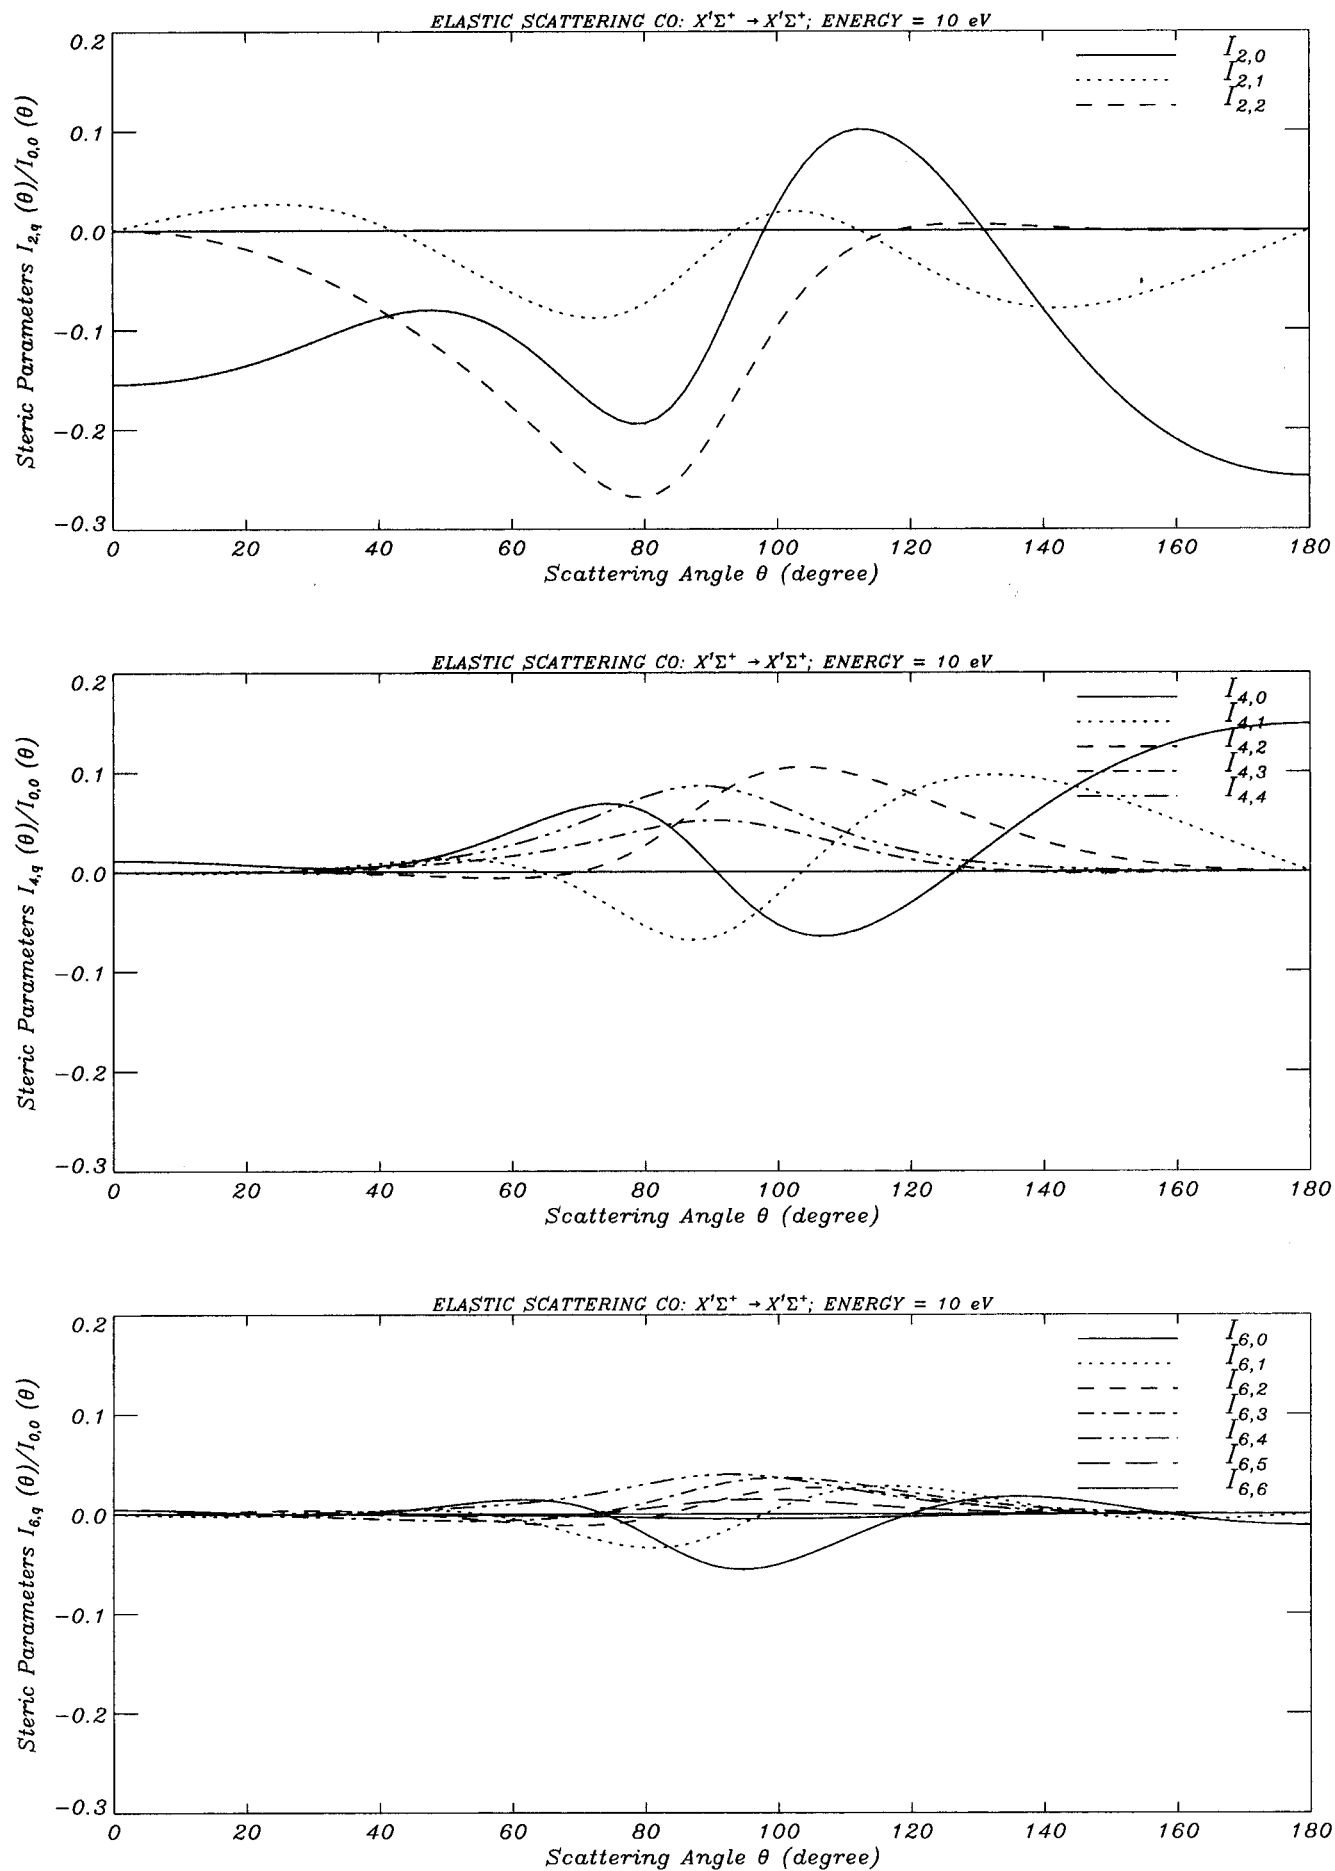 ELASTIC SCATTERING CO: X¹Σ⁺ → X¹Σ⁺; ENERGY = 10 eV
I2,0
I2,1
I2,2
0.2
0.1
0.0
−0.1
−0.2
−0.3
Steric Parameters I2,q (θ)/I0,0 (θ)
0 20 40 60 80 100 120 140 160 180
Scattering Angle θ (degree)
ELASTIC SCATTERING CO: X¹Σ⁺ → X¹Σ⁺; ENERGY = 10 eV
I4,0
I4,1
I4,2
I4,3
I4,4
0.2
0.1
0.0
−0.1
−0.2
−0.3
Steric Parameters I4,q (θ)/I0,0 (θ)
0 20 40 60 80 100 120 140 160 180
Scattering Angle θ (degree)
ELASTIC SCATTERING CO: X¹Σ⁺ → X¹Σ⁺; ENERGY = 10 eV
I6,0
I6,1
I6,2
I6,3
I6,4
I6,5
I6,6
0.2
0.1
0.0
−0.1
−0.2
−0.3
Steric Parameters I6,q (θ)/I0,0 (θ)
0 20 40 60 80 100 120 140 160 180
Scattering Angle θ (degree)